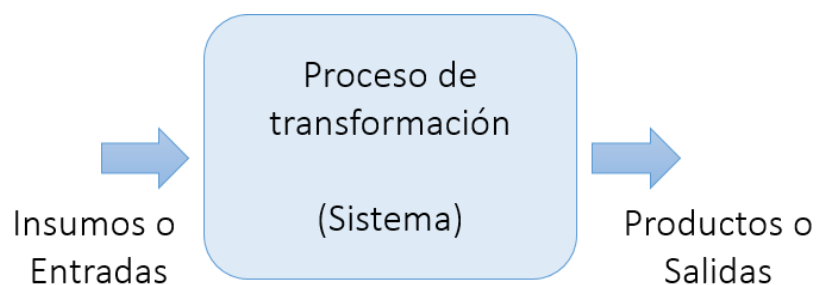 Proceso de
transformación
(Sistema)
Insumos o
Entradas
Productos o
Salidas